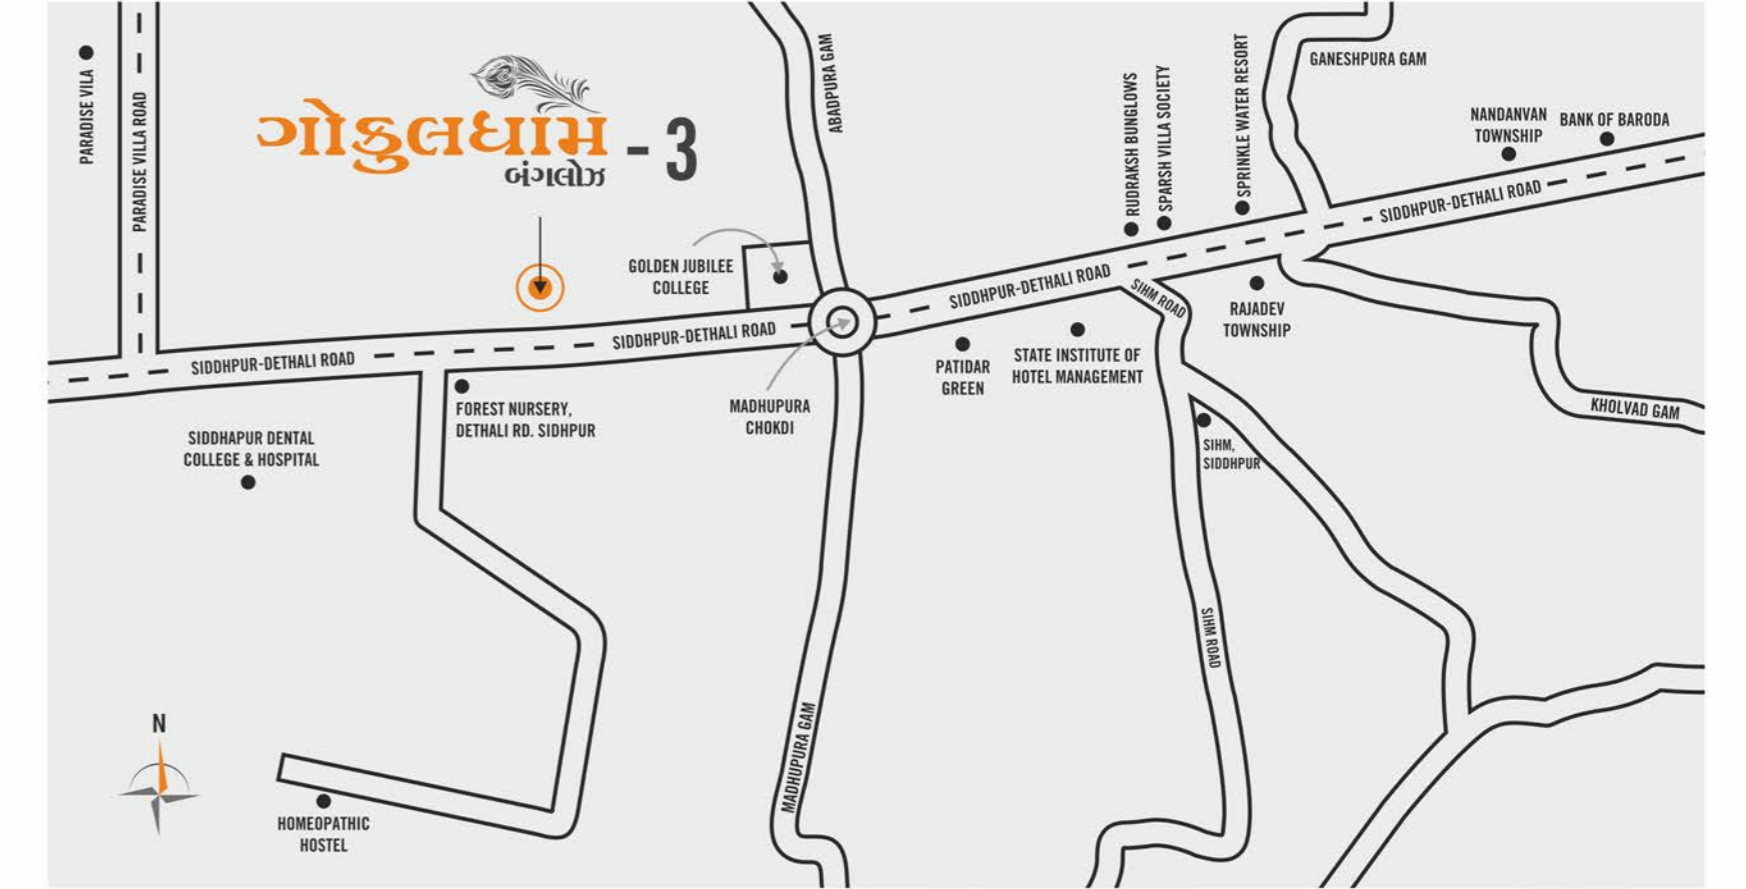 PARADISE VILA
PARADISE VILLA ROAD
ગોકુલધામ - 3
બંગલોઝ
ABADPURA GAM
RUDRAKSH BUNGLOWS
SPARSH VILLA SOCIETY
SPRINKLE WATER RESORT
GANESHPURA GAM
NANDANVAN
TOWNSHIP
BANK OF BARODA
SIDDHPUR-DETHALI ROAD
GOLDEN JUBILEE
COLLEGE
SIDDHPUR-DETHALI ROAD
SIHM ROAD
RAJADEV
TOWNSHIP
SIDDHPUR-DETHALI ROAD
SIDDHPUR-DETHALI ROAD
PATIDAR
GREEN
STATE INSTITUTE OF
HOTEL MANAGEMENT
MADHUPURA
CHOKDI
FOREST NURSERY,
DETHALI RD. SIDHPUR
KHOLVAD GAM
SIDDHAPUR DENTAL
COLLEGE & HOSPITAL
SIHM,
SIDDHPUR
SIHM ROAD
MADHUPURA GAM
N
HOMEOPATHIC
HOSTEL